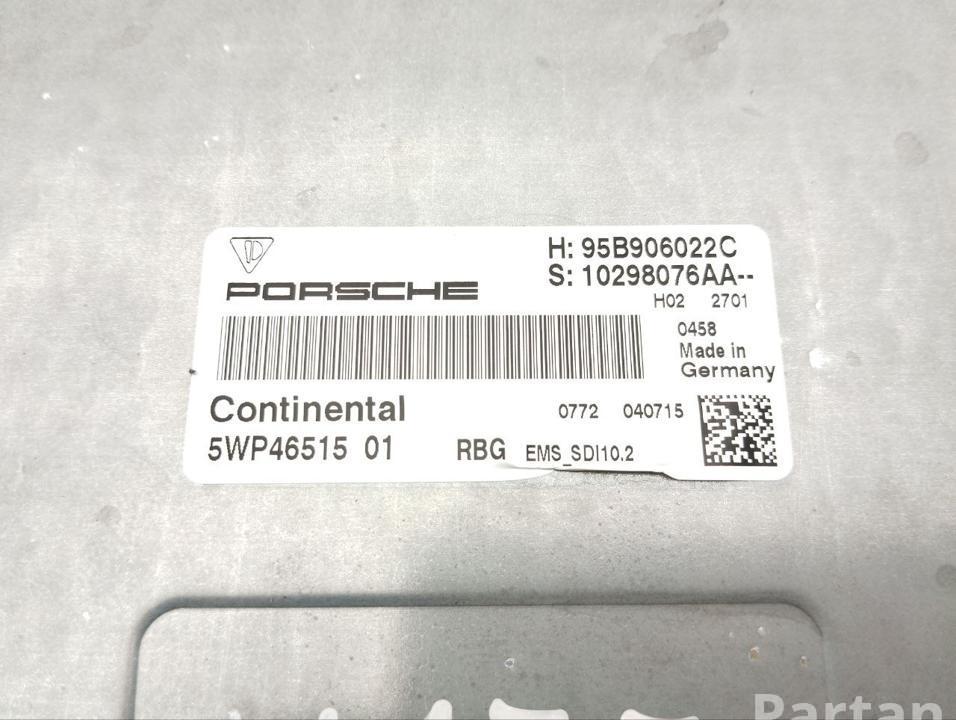 H: 95B906022C
S: 10298076AA--
PORSCHE
H02 2701
0458
Made in
Germany
Continental
0772 040715
5WP46515 01
RBG EMS_SDI10.2
Partan